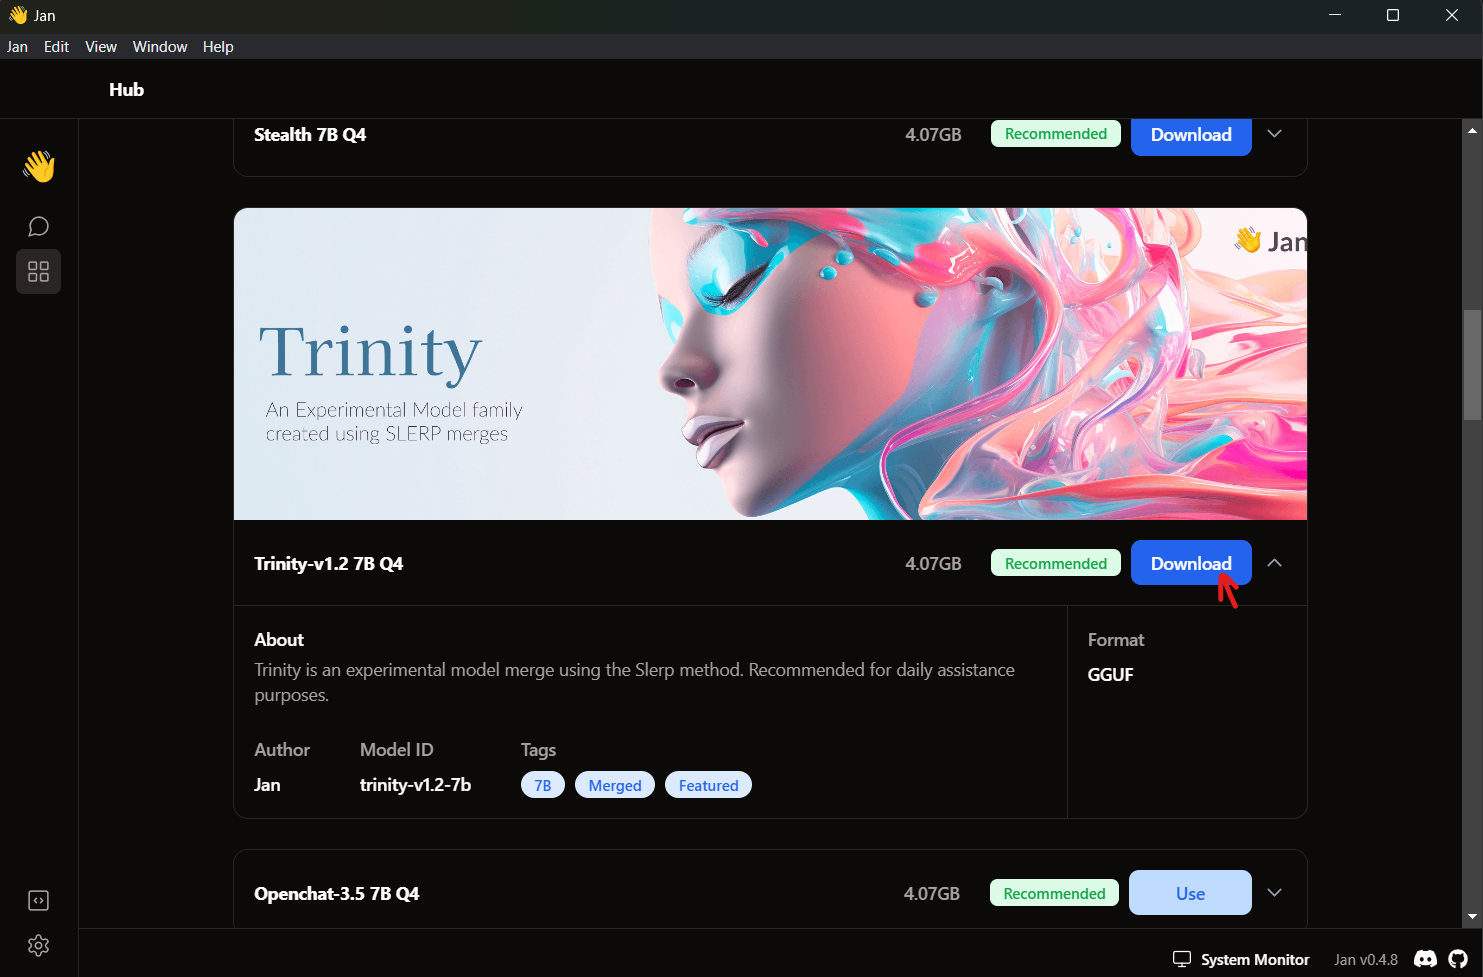 Jan
Jan Edit View Window Help
Hub
Stealth 7B Q4 4.07GB Recommended Download
Jan
Trinity
An Experimental Model family
created using SLERP merges
Trinity-v1.2 7B Q4 4.07GB Recommended Download
About
Trinity is an experimental model merge using the Slerp method. Recommended for daily assistance
purposes.
Format
GGUF
Author Model ID Tags
Jan trinity-v1.2-7b 7B Merged Featured
Openchat-3.5 7B Q4 4.07GB Recommended Use
System Monitor Jan v0.4.8